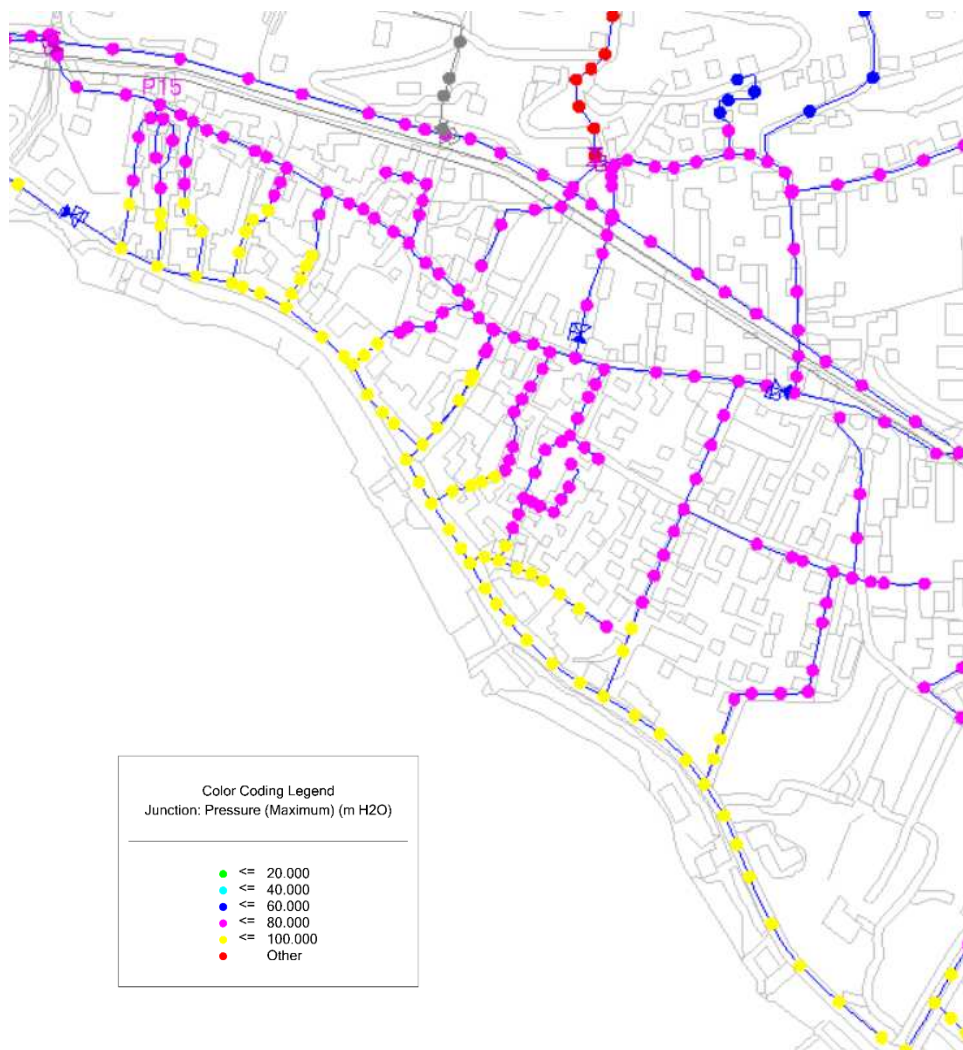 P15
Color Coding Legend
Junction: Pressure (Maximum) (m H2O)
<= 20.000
<= 40.000
<= 60.000
<= 80.000
<= 100.000
Other